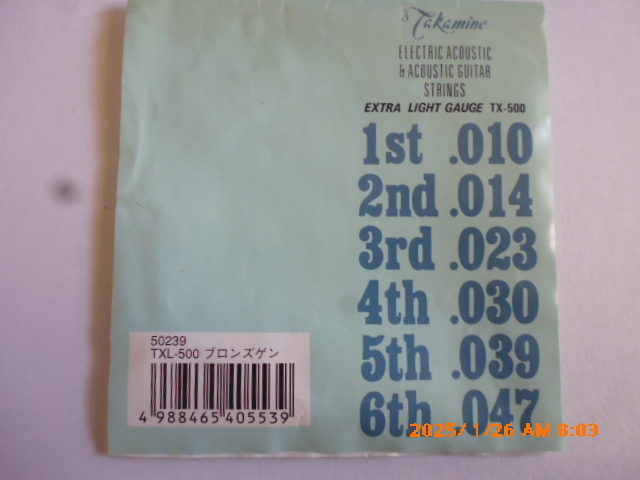 Takamine
ELECTRIC ACOUSTIC
& ACOUSTIC GUITAR
STRINGS
EXTRA LIGHT GAUGE TX-500
1st .010
2nd .014
3rd .023
4th .030
5th .039
6th .047
50239
TXL-500 ブロンズゲン
4 988465 405539
2025/ 1/26 AM 8:03